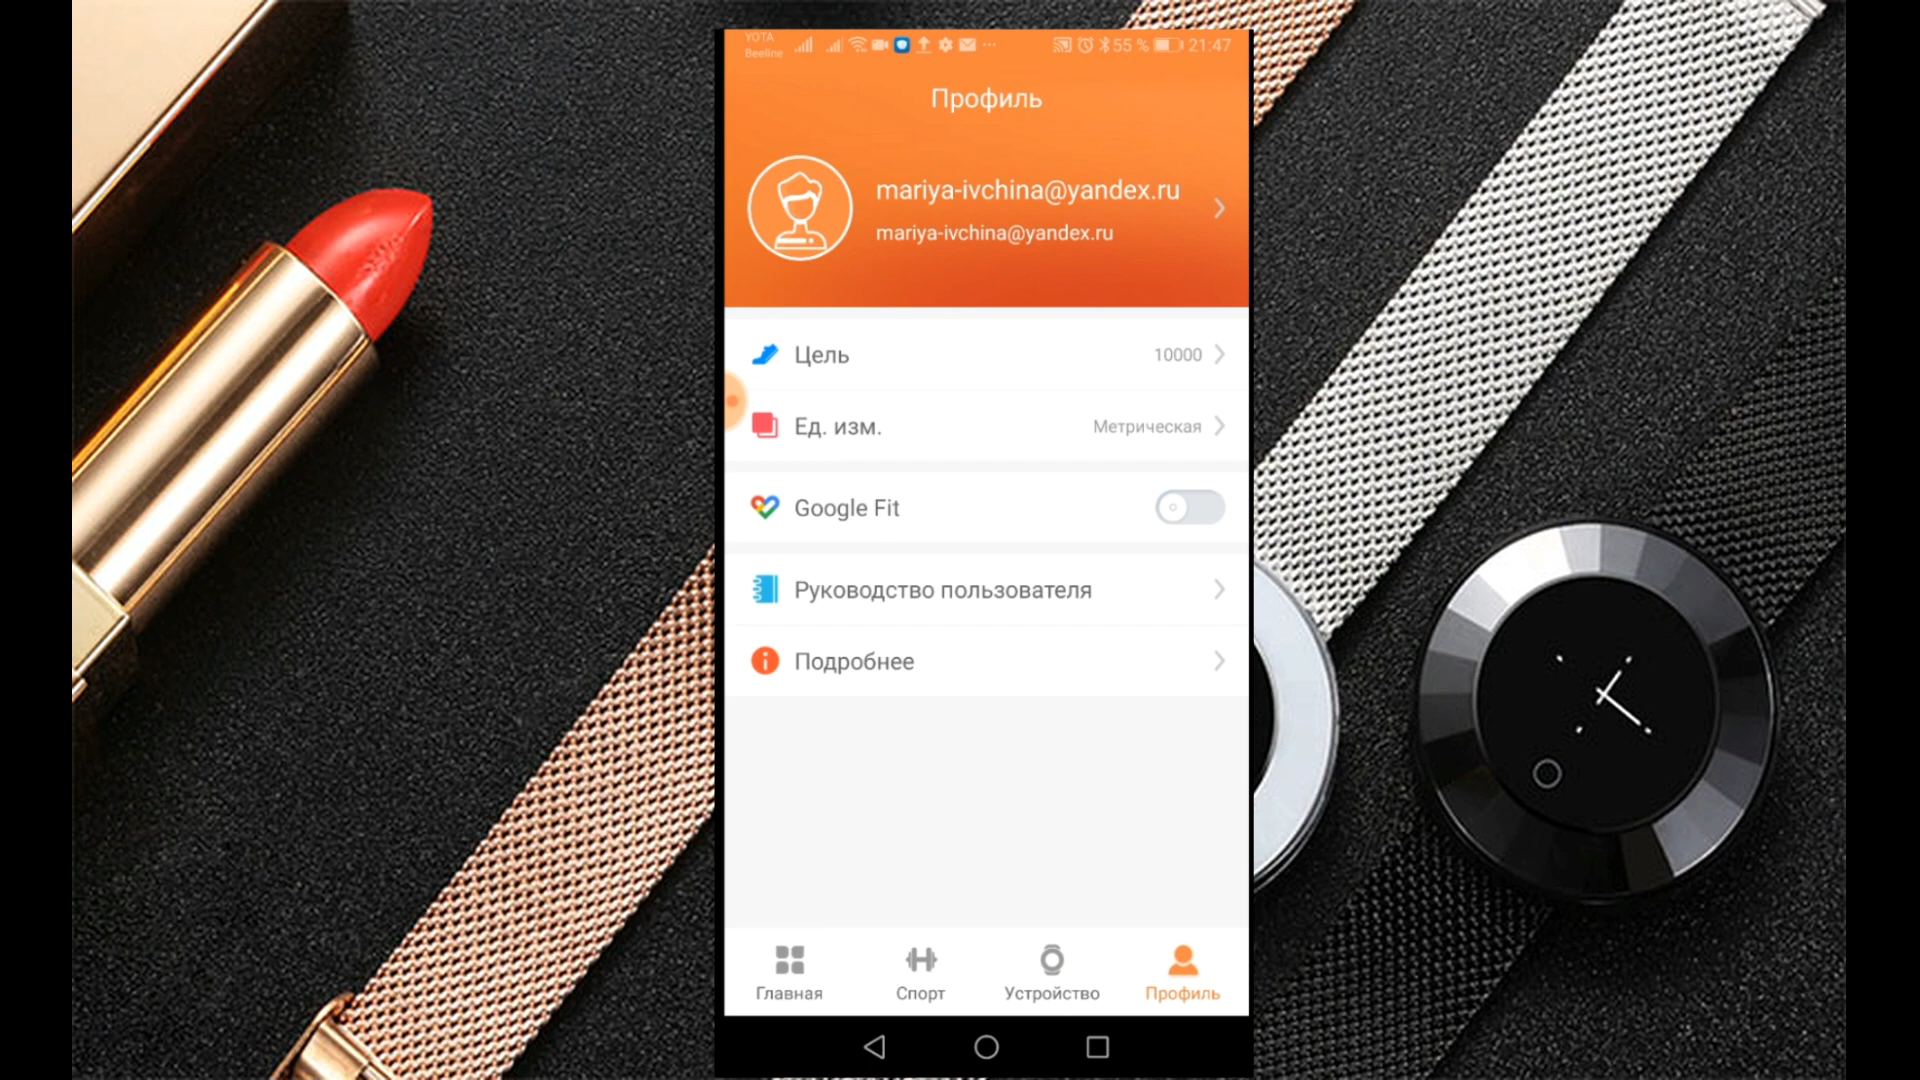 YOTA
Beeline
55 % 21:47
Профиль
mariya-ivchina@yandex.ru
mariya-ivchina@yandex.ru
Цель 10000
Ед. изм. Метрическая
Google Fit
Руководство пользователя
Подробнее
Главная Спорт Устройство Профиль